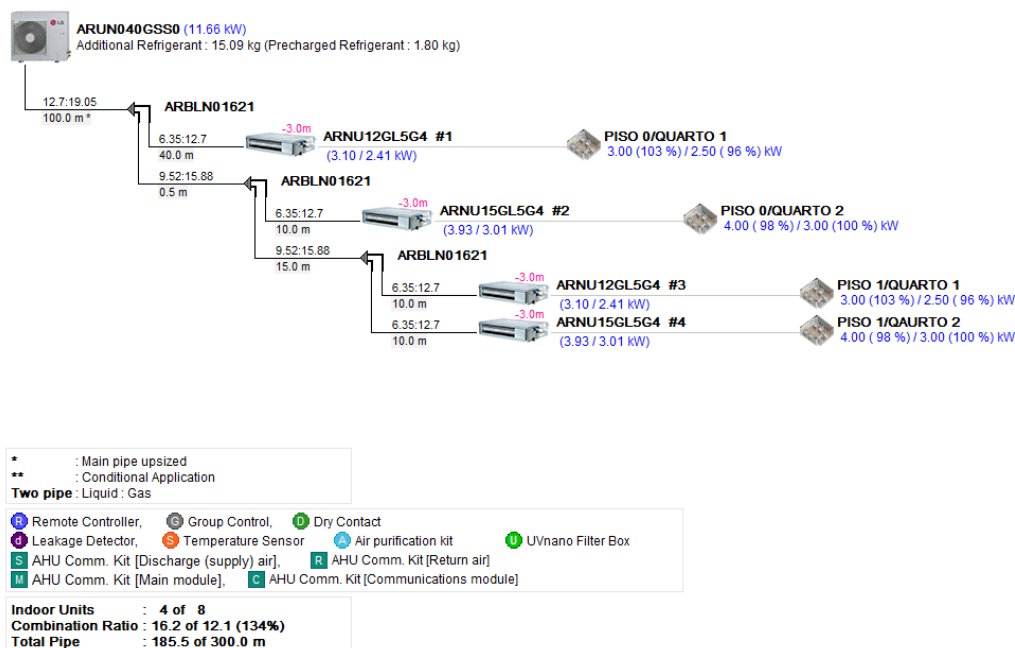 LG
ARUN040GSS0 (11.66 kW)
Additional Refrigerant : 15.09 kg (Precharged Refrigerant : 1.80 kg)
12.7:19.05
100.0 m *
ARBLN01621
6.35:12.7
40.0 m
-3.0m
ARNU12GL5G4 #1
(3.10 / 2.41 kW)
PISO 0/QUARTO 1
3.00 (103 %) / 2.50 ( 96 %) kW
9.52:15.88
0.5 m
ARBLN01621
6.35:12.7
10.0 m
-3.0m
ARNU15GL5G4 #2
(3.93 / 3.01 kW)
PISO 0/QUARTO 2
4.00 ( 98 %) / 3.00 (100 %) kW
9.52:15.88
15.0 m
ARBLN01621
6.35:12.7
10.0 m
-3.0m
ARNU12GL5G4 #3
(3.10 / 2.41 kW)
PISO 1/QUARTO 1
3.00 (103 %) / 2.50 ( 96 %) kW
6.35:12.7
10.0 m
-3.0m
ARNU15GL5G4 #4
(3.93 / 3.01 kW)
PISO 1/QAURTO 2
4.00 ( 98 %) / 3.00 (100 %) kW
* : Main pipe upsized
** : Conditional Application
Two pipe : Liquid : Gas
R Remote Controller, G Group Control, D Dry Contact
d Leakage Detector, S Temperature Sensor A Air purification kit U UVnano Filter Box
S AHU Comm. Kit [Discharge (supply) air], R AHU Comm. Kit [Return air]
M AHU Comm. Kit [Main module], C AHU Comm. Kit [Communications module]
Indoor Units : 4 of 8
Combination Ratio : 16.2 of 12.1 (134%)
Total Pipe : 185.5 of 300.0 m